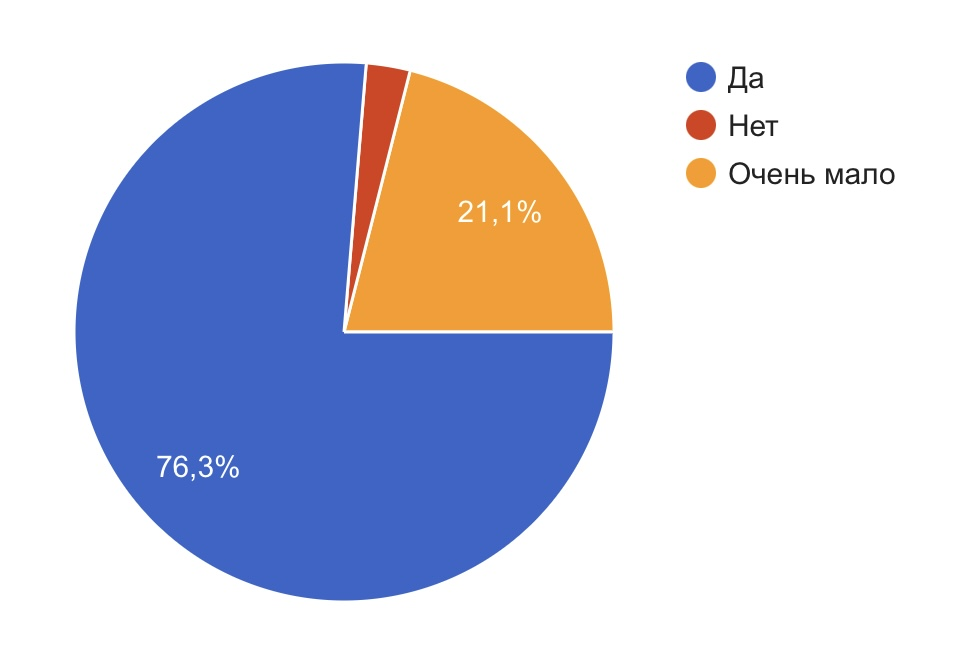 Да
Нет
Очень мало
21,1%
76,3%